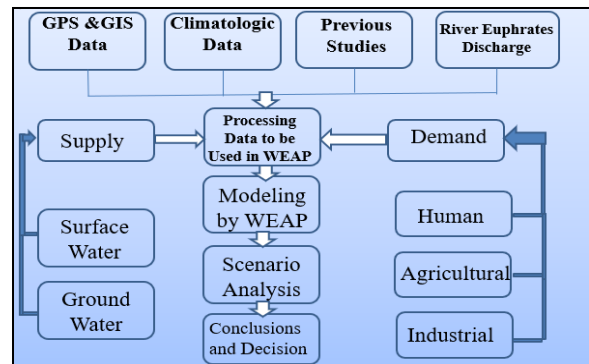 GPS &GIS
Data
Climatologic
Data
Previous
Studies
River Euphrates
Discharge
Supply
Processing
Data to be
Used in WEAP
Demand
Surface
Water
Modeling
by WEAP
Human
Ground
Water
Scenario
Analysis
Agricultural
Conclusions
and Decision
Industrial